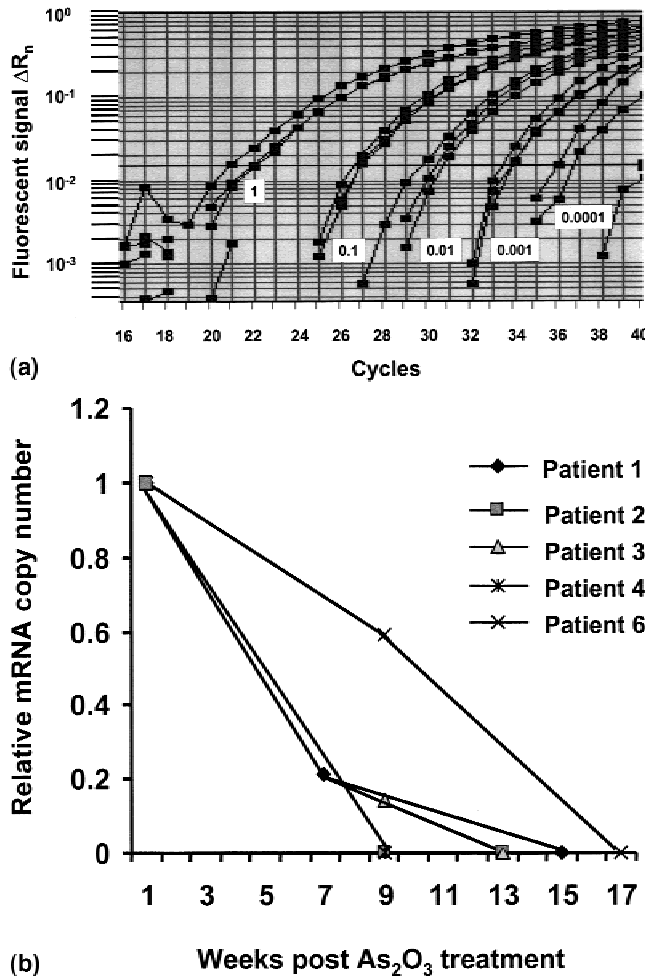 Fluorescent signal ΔRn
10⁰
10⁻¹
10⁻²
10⁻³
1
0.1
0.01
0.001
0.0001
16 18 20 22 24 26 28 30 32 34 36 38 40
Cycles
(a)
Relative mRNA copy number
1.2
1
0.8
0.6
0.4
0.2
0
Patient 1
Patient 2
Patient 3
Patient 4
Patient 6
1 3 5 7 9 11 13 15 17
Weeks post As₂O₃ treatment
(b)